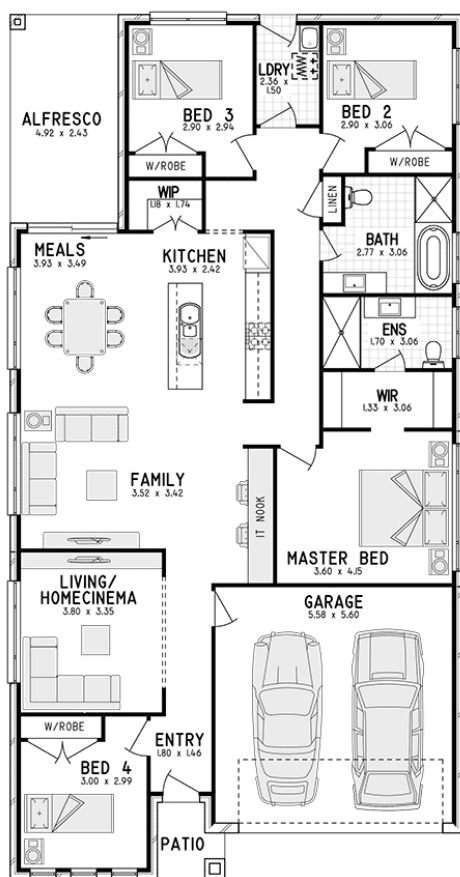 LDRY
2.36
x
1.50
BED 3
2.90 x 2.94
BED 2
2.90 x 3.06
ALFRESCO
4.92 x 2.43
W/ROBE
W/ROBE
WIP
1.18 x 1.74
LINEN
MEALS
3.93 x 3.49
KITCHEN
3.93 x 2.42
BATH
2.77 x 3.06
ENS
1.70 x 3.06
WIR
1.33 x 3.06
FAMILY
3.52 x 3.42
IT NOOK
MASTER BED
3.60 x 4.15
LIVING/
HOMECINEMA
3.80 x 3.35
GARAGE
5.58 x 5.60
W/ROBE
ENTRY
1.80 x 1.46
BED 4
3.00 x 2.99
PATIO